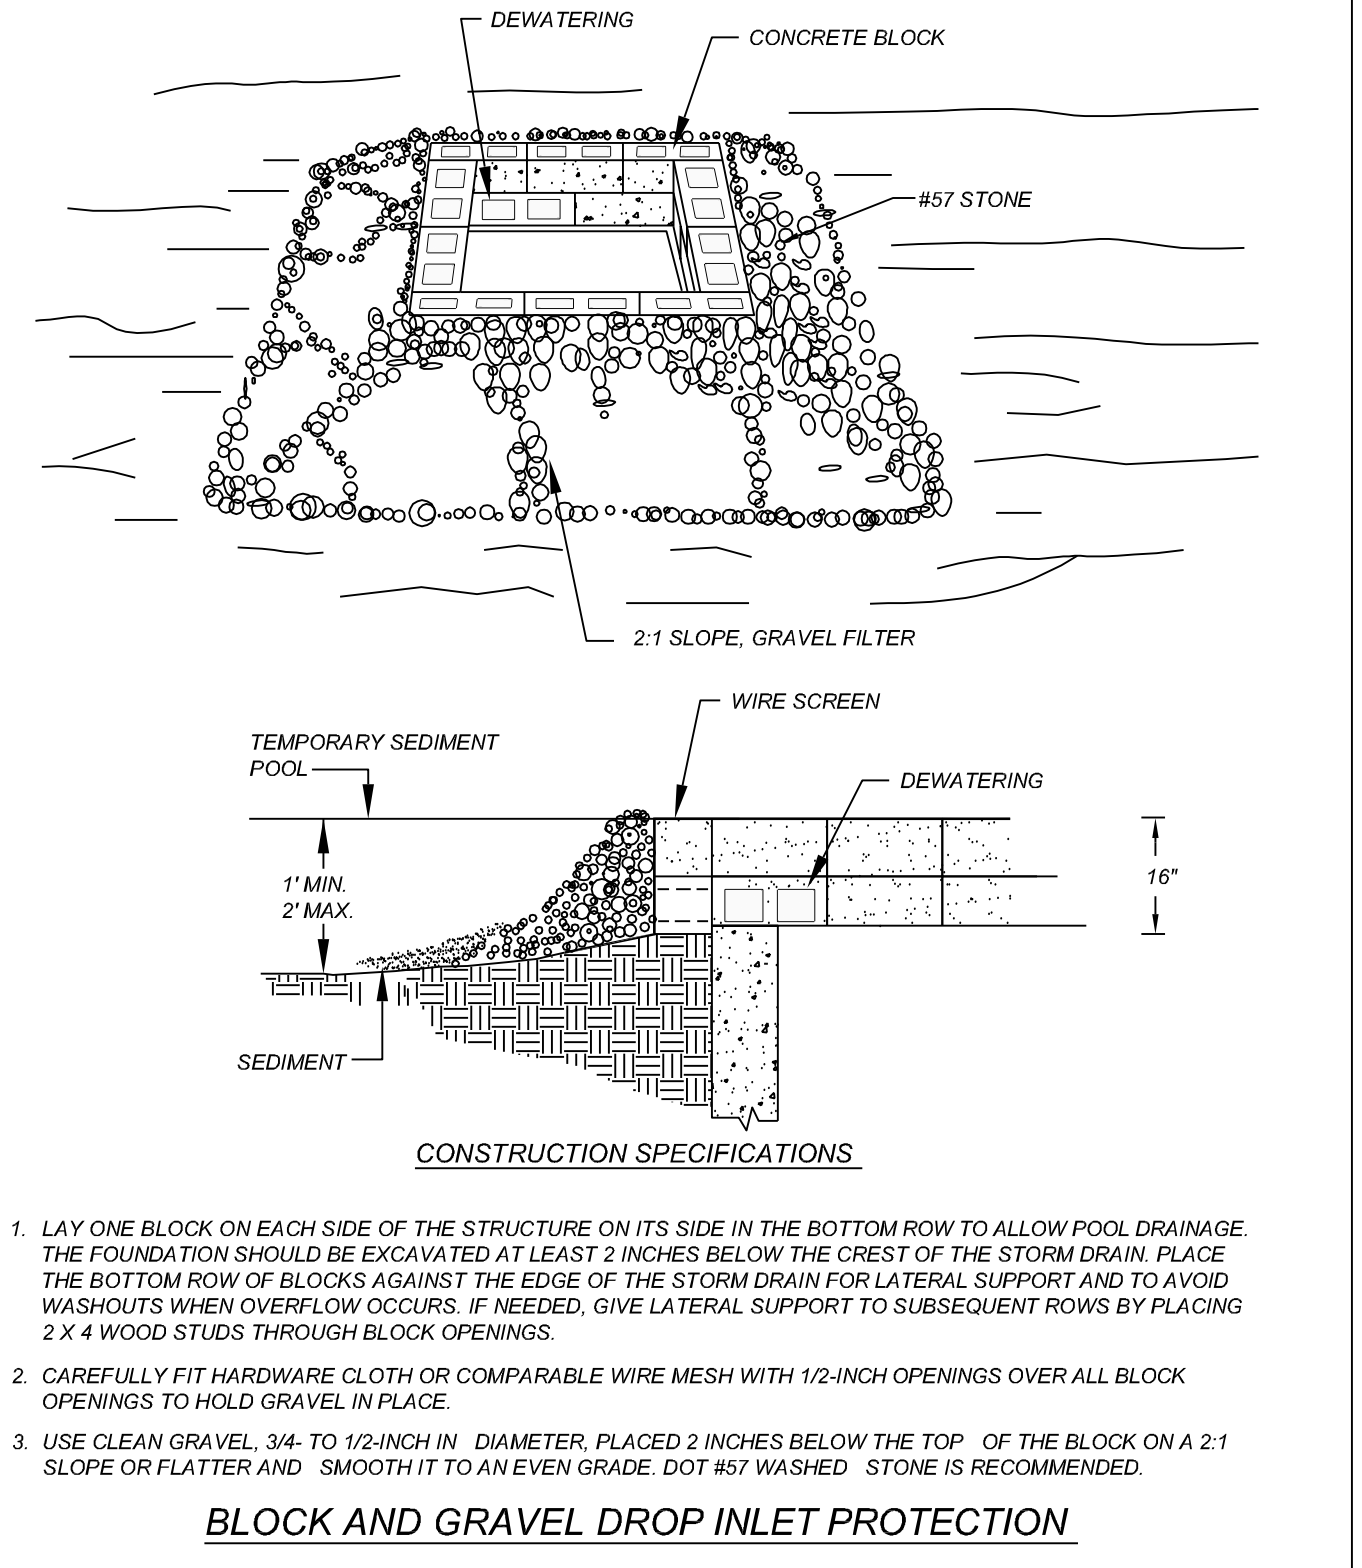 DEWATERING
CONCRETE BLOCK
#57 STONE
2:1 SLOPE, GRAVEL FILTER
WIRE SCREEN
TEMPORARY SEDIMENT
POOL
DEWATERING
1' MIN.
2' MAX.
16"
SEDIMENT
CONSTRUCTION SPECIFICATIONS
1. LAY ONE BLOCK ON EACH SIDE OF THE STRUCTURE ON ITS SIDE IN THE BOTTOM ROW TO ALLOW POOL DRAINAGE.
THE FOUNDATION SHOULD BE EXCAVATED AT LEAST 2 INCHES BELOW THE CREST OF THE STORM DRAIN. PLACE
THE BOTTOM ROW OF BLOCKS AGAINST THE EDGE OF THE STORM DRAIN FOR LATERAL SUPPORT AND TO AVOID
WASHOUTS WHEN OVERFLOW OCCURS. IF NEEDED, GIVE LATERAL SUPPORT TO SUBSEQUENT ROWS BY PLACING
2 X 4 WOOD STUDS THROUGH BLOCK OPENINGS.
2. CAREFULLY FIT HARDWARE CLOTH OR COMPARABLE WIRE MESH WITH 1/2-INCH OPENINGS OVER ALL BLOCK
OPENINGS TO HOLD GRAVEL IN PLACE.
3. USE CLEAN GRAVEL, 3/4- TO 1/2-INCH IN DIAMETER, PLACED 2 INCHES BELOW THE TOP OF THE BLOCK ON A 2:1
SLOPE OR FLATTER AND SMOOTH IT TO AN EVEN GRADE. DOT #57 WASHED STONE IS RECOMMENDED.
BLOCK AND GRAVEL DROP INLET PROTECTION